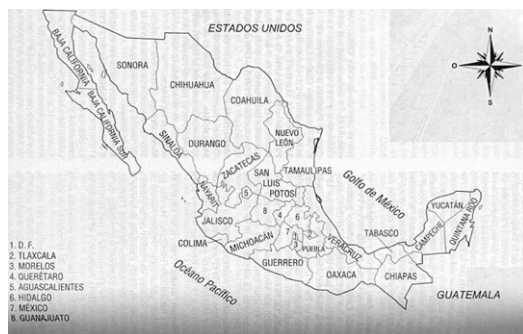 ESTADOS UNIDOS
N
O
E
S
BAJA CALIFORNIA
BAJA CALIFORNIA SUR
SONORA
CHIHUAHUA
COAHUILA
NUEVO
LEÓN
SINALOA
DURANGO
ZACATECAS
SAN
LUIS
POTOSÍ
TAMAULIPAS
Golfo de México
NAYARIT
5
8
4
6
7
1
2
3
JALISCO
COLIMA
MICHOACÁN
GUERRERO
PUEBLA
VERACRUZ
TABASCO
YUCATÁN
CAMPECHE
QUINTANA ROO
OAXACA
CHIAPAS
Océano Pacífico
GUATEMALA
1. D. F.
2. TLAXCALA
3. MORELOS
4. QUERÉTARO
5. AGUASCALIENTES
6. HIDALGO
7. MÉXICO
8. GUANAJUATO